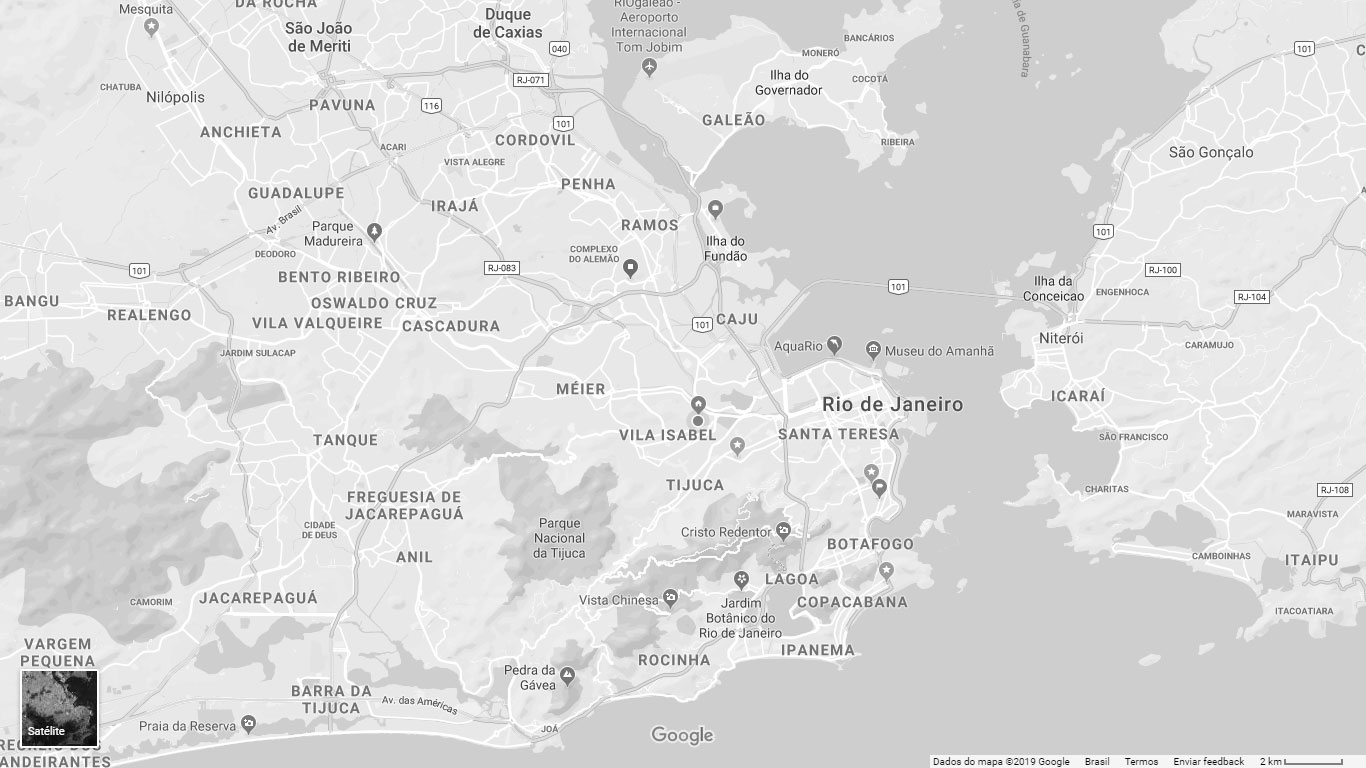 Mesquita
DA ROCHA
São João
de Meriti
Duque
de Caxias
RIOgaleão -
Aeroporto
Internacional
Tom Jobim
040
BANCÁRIOS
MONERÓ
101
Ilha do
Governador
COCOTÁ
RJ-071
CHATUBA
Nilópolis
PAVUNA
116
101
GALEÃO
ANCHIETA
CORDOVIL
ACARI
VISTA ALEGRE
RIBEIRA
São Gonçalo
PENHA
GUADALUPE
IRAJÁ
Av. Brasil
Parque
Madureira
RAMOS
101
DEODORO
COMPLEXO
DO ALEMÃO
Ilha do
Fundão
101
BENTO RIBEIRO
RJ-083
RJ-100
101
Ilha da
Conceicao
ENGENHOCA
RJ-104
BANGU
REALENGO
OSWALDO CRUZ
VILA VALQUEIRE
CASCADURA
101
CAJU
Niterói
CARAMUJO
JARDIM SULACAP
AquaRio
Museu do Amanhã
MÉIER
ICARAÍ
Rio de Janeiro
TANQUE
VILA ISABEL
SANTA TERESA
SÃO FRANCISCO
TIJUCA
CHARITAS
RJ-108
FREGUESIA DE
JACAREPAGUÁ
MARAVISTA
CIDADE
DE DEUS
Parque
Nacional
da Tijuca
Cristo Redentor
BOTAFOGO
ANIL
CAMBOINHAS
ITAIPU
LAGOA
JACAREPAGUÁ
CAMORIM
Vista Chinesa
Jardim
Botânico do
Rio de Janeiro
COPACABANA
ITACOATIARA
VARGEM
PEQUENA
IPANEMA
ROCINHA
Pedra da
Gávea
BARRA DA
TIJUCA
Av. das Américas
Praia da Reserva
JOÁ
Satélite
Google
ANDEIRANTES
Dados do mapa ©2019 Google Brasil Termos Enviar feedback 2 km